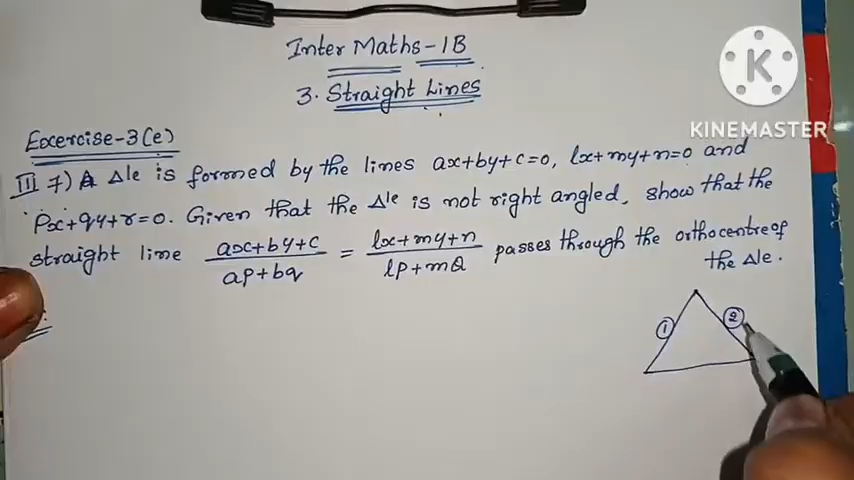 Inter Maths-1B
3. Straight Lines
K
KINEMASTER
Excercise-3(e)
III 7) A Δle is formed by the lines ax+by+c=0, lx+my+n=0 and
Px+qy+r=0. Given that the Δle is not right angled, show that the
straight line (ax+by+c)/(ap+bq) = (lx+my+n)/(lp+mQ) passes through the orthocentre of
the Δle.
① ②